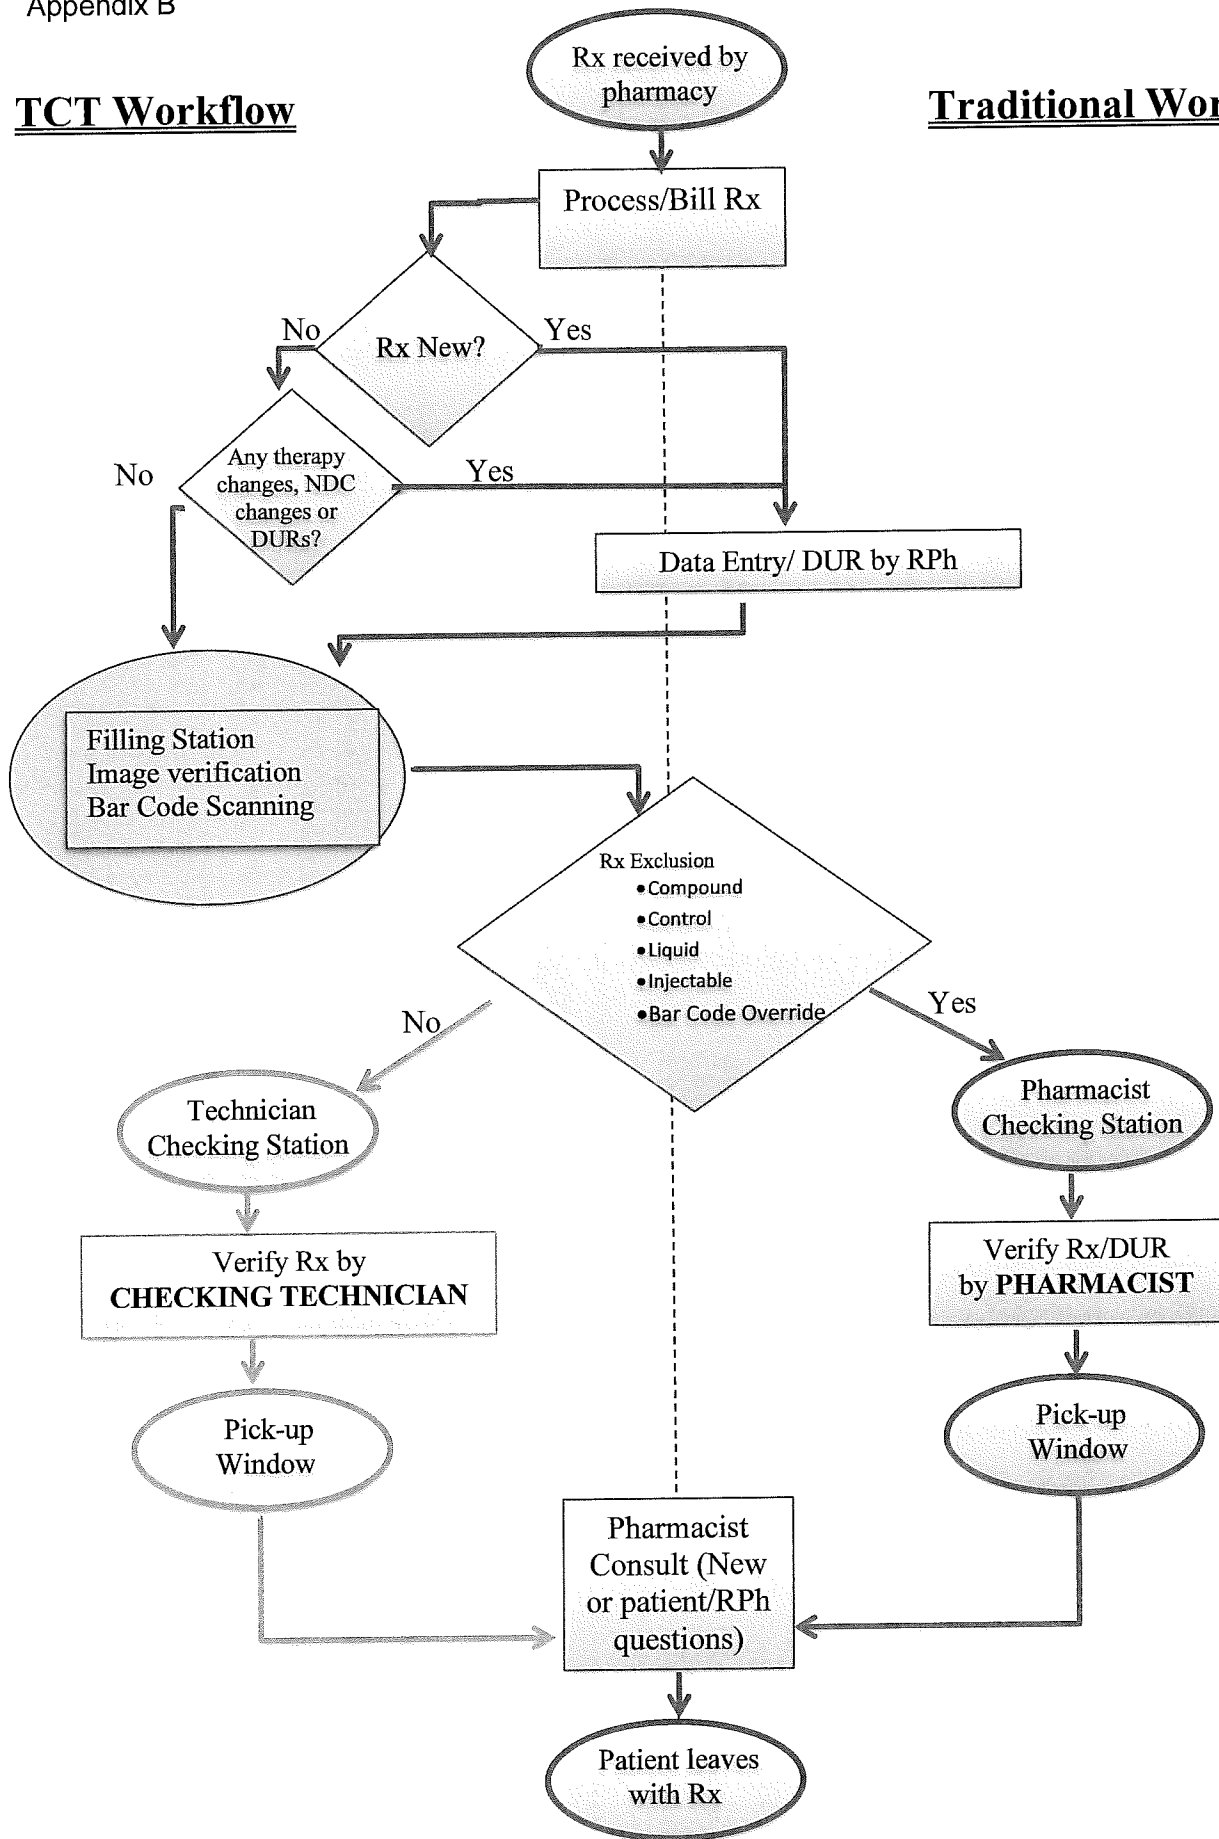 Appendix B
Rx received by
pharmacy
TCT Workflow
Traditional
Process/Bill Rx
No
Yes
Rx New?
Any therapy
changes, NDC
changes or
DURs?
No
Yes
Data Entry/ DUR by RPh
Filling Station
Image verification
Bar Code Scanning
Rx Exclusion
•Compound
•Control
•Liquid
•Injectable
•Bar Code Override
No
Yes
Technician
Checking Station
Pharmacist
Checking Station
Verify Rx by
CHECKING TECHNICIAN
Verify Rx/DUR
by PHARMACIST
Pick-up
Window
Pick-up
Window
Pharmacist
Consult (New
or patient/RPh
questions)
Patient leaves
with Rx